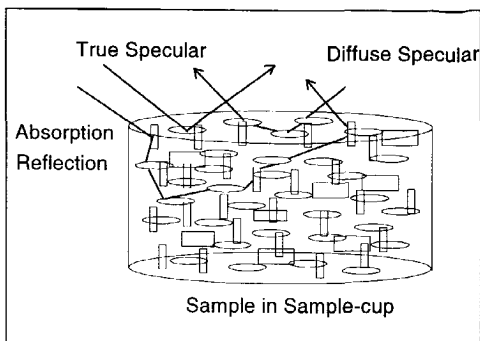 True Specular
Diffuse Specular
Absorption
Reflection
Sample in Sample-cup